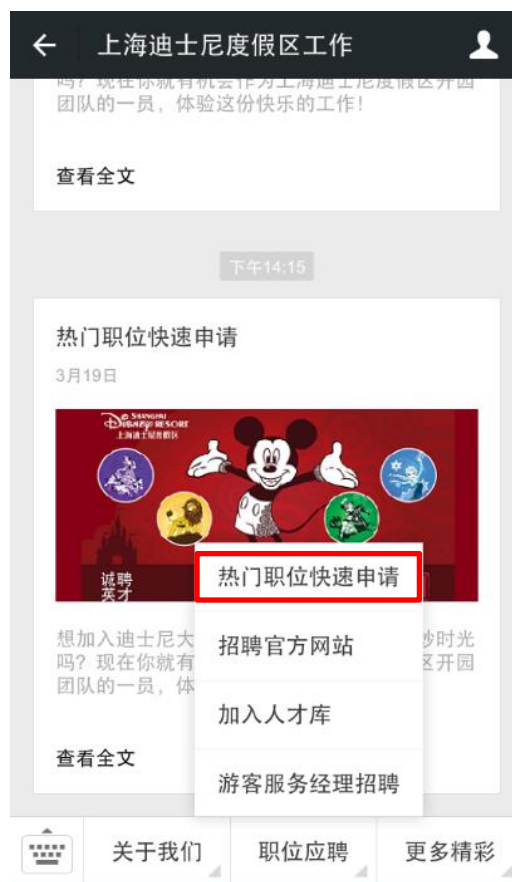 上海迪士尼度假区工作
吗？现在你就有机会作为上海迪士尼度假区开园
团队的一员，体验这份快乐的工作！
查看全文
下午14:15
热门职位快速申请
3月19日
SHANGHAI
DISNEY RESORT
上海迪士尼度假区
诚聘
英才
热门职位快速申请
想加入迪士尼大
妙时光
招聘官方网站
吗？现在你就有
区开园
团队的一员，体
加入人才库
查看全文
游客服务经理招聘
关于我们
职位应聘
更多精彩